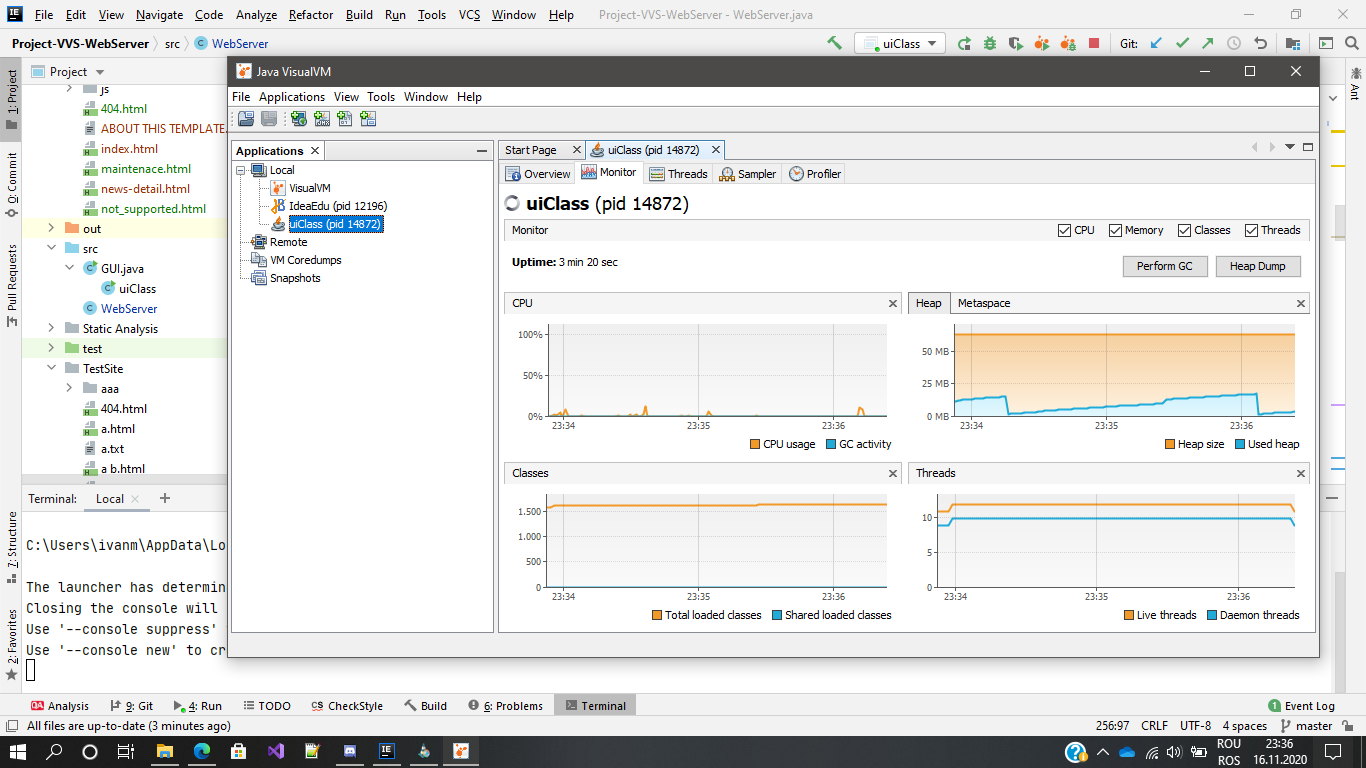 File Edit View Navigate Code Analyze Refactor Build Run Tools VCS Window Help Project-VVS-WebServer - WebServer.java
Project-VVS-WebServer src WebServer uiClass Git:
1: Project
0: Commit
Pull Requests
7: Structure
2: Favorites
Ant
Project
js
404.html
ABOUT THIS TEMPLATE.
index.html
maintenace.html
news-detail.html
not_supported.html
out
src
GUI.java
uiClass
WebServer
Static Analysis
test
TestSite
aaa
404.html
a.html
a.txt
a b.html
Java VisualVM
File Applications View Tools Window Help
Applications
Local
VisualVM
IdeaEdu (pid 12196)
uiClass (pid 14872)
Remote
VM Coredumps
Snapshots
Start Page uiClass (pid 14872)
Overview Monitor Threads Sampler Profiler
uiClass (pid 14872)
Monitor CPU Memory Classes Threads
Uptime: 3 min 20 sec Perform GC Heap Dump
CPU
100%
50%
0%
23:34 23:35 23:36
CPU usage GC activity
Heap Metaspace
50 MB
25 MB
0 MB
23:34 23:35 23:36
Heap size Used heap
Classes
1.500
1.000
500
0
23:34 23:35 23:36
Total loaded classes Shared loaded classes
Threads
10
5
0
23:34 23:35 23:36
Live threads Daemon threads
Terminal: Local
C:\Users\ivanm\AppData\Lo
The launcher has determin
Closing the console will
Use '--console suppress'
Use '--console new' to cr
Analysis 9: Git 4: Run TODO CheckStyle Build 6: Problems Terminal 1 Event Log
All files are up-to-date (3 minutes ago) 256:97 CRLF UTF-8 4 spaces master
ROU
ROS
23:36
16.11.2020